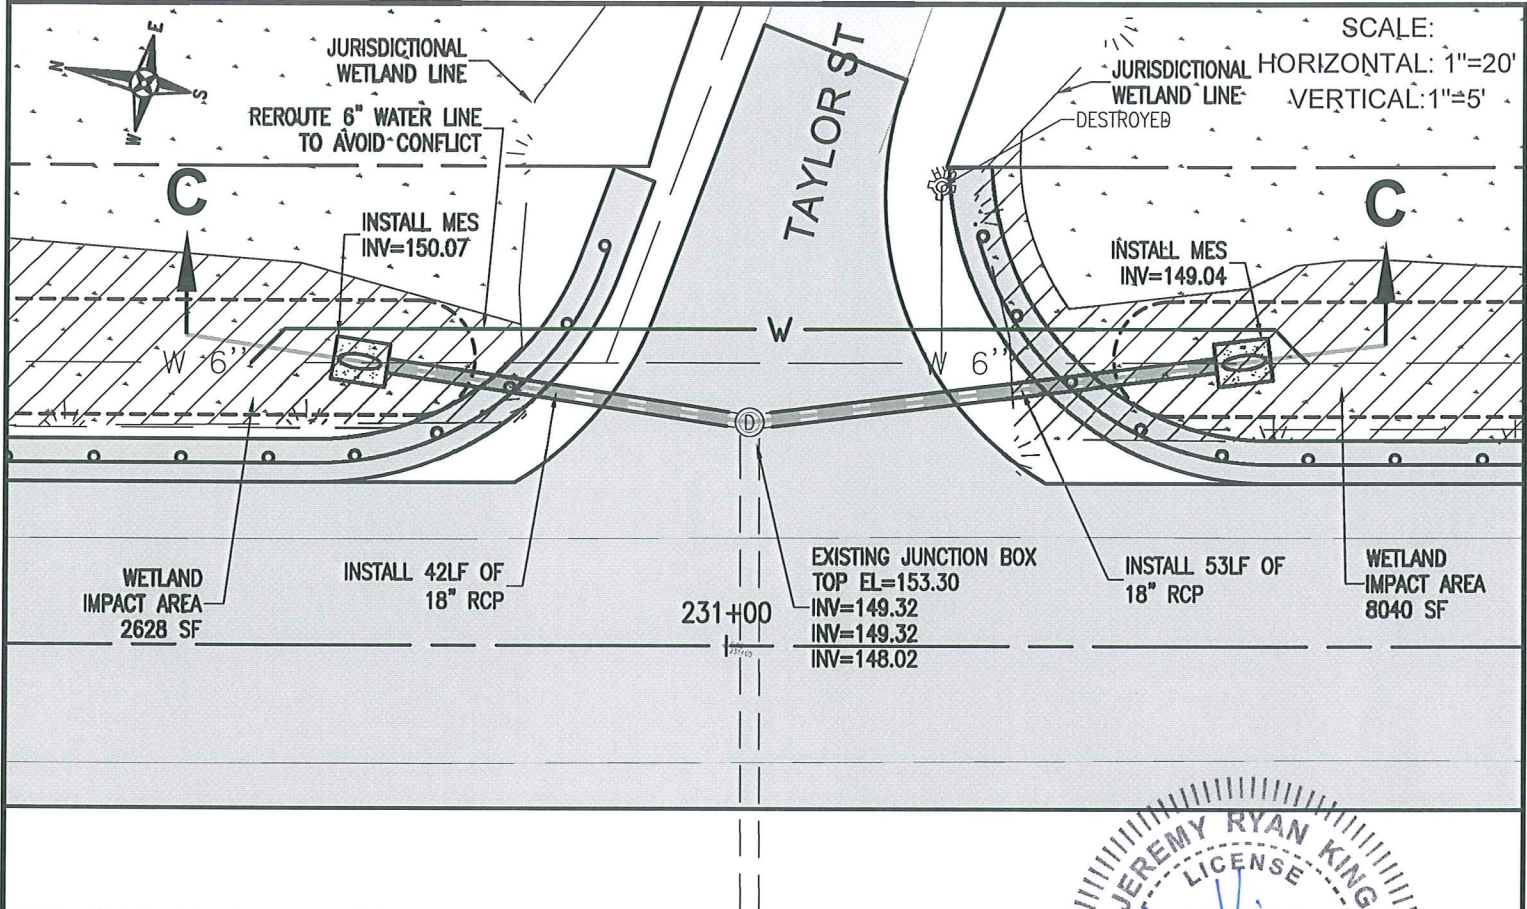 SCALE:
HORIZONTAL: 1"=20'
VERTICAL:1"=5'
N
E
S
W
JURISDICTIONAL
WETLAND LINE
REROUTE 6" WATER LINE
TO AVOID CONFLICT
TAYLOR ST
JURISDICTIONAL
WETLAND LINE
DESTROYED
C
C
INSTALL MES
INV=150.07
INSTALL MES
INV=149.04
W 6"
W
W 6"
D
WETLAND
IMPACT AREA
2628 SF
INSTALL 42LF OF
18" RCP
231+00
EXISTING JUNCTION BOX
TOP EL=153.30
INV=149.32
INV=149.32
INV=148.02
INSTALL 53LF OF
18" RCP
WETLAND
IMPACT AREA
8040 SF
JEREMY RYAN KING
LICENSE